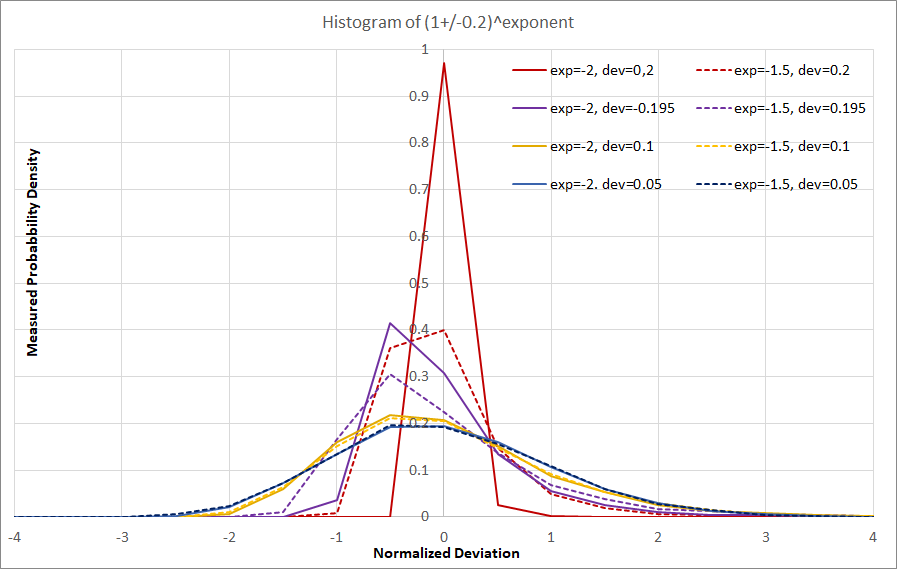 Histogram of (1+/-0.2)^exponent
1
0.9
0.8
0.7
0.6
0.5
0.4
0.3
0.2
0.1
0
exp=-2, dev=0,2 exp=-1.5, dev=0.2
exp=-2, dev=-0.195 exp=-1.5, dev=0.195
exp=-2, dev=0.1 exp=-1.5, dev=0.1
exp=-2. dev=0.05 exp=-1.5, dev=0.05
Measured Probabbility Density
-4 -3 -2 -1 0 1 2 3 4
Normalized Deviation